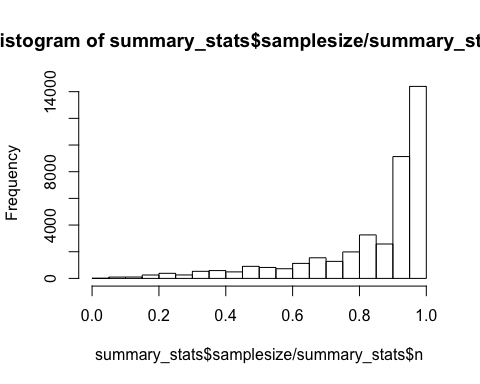 istogram of summary_stats$samplesize/summary_st
Frequency
14000
8000
4000
0
0.0 0.2 0.4 0.6 0.8 1.0
summary_stats$samplesize/summary_stats$n